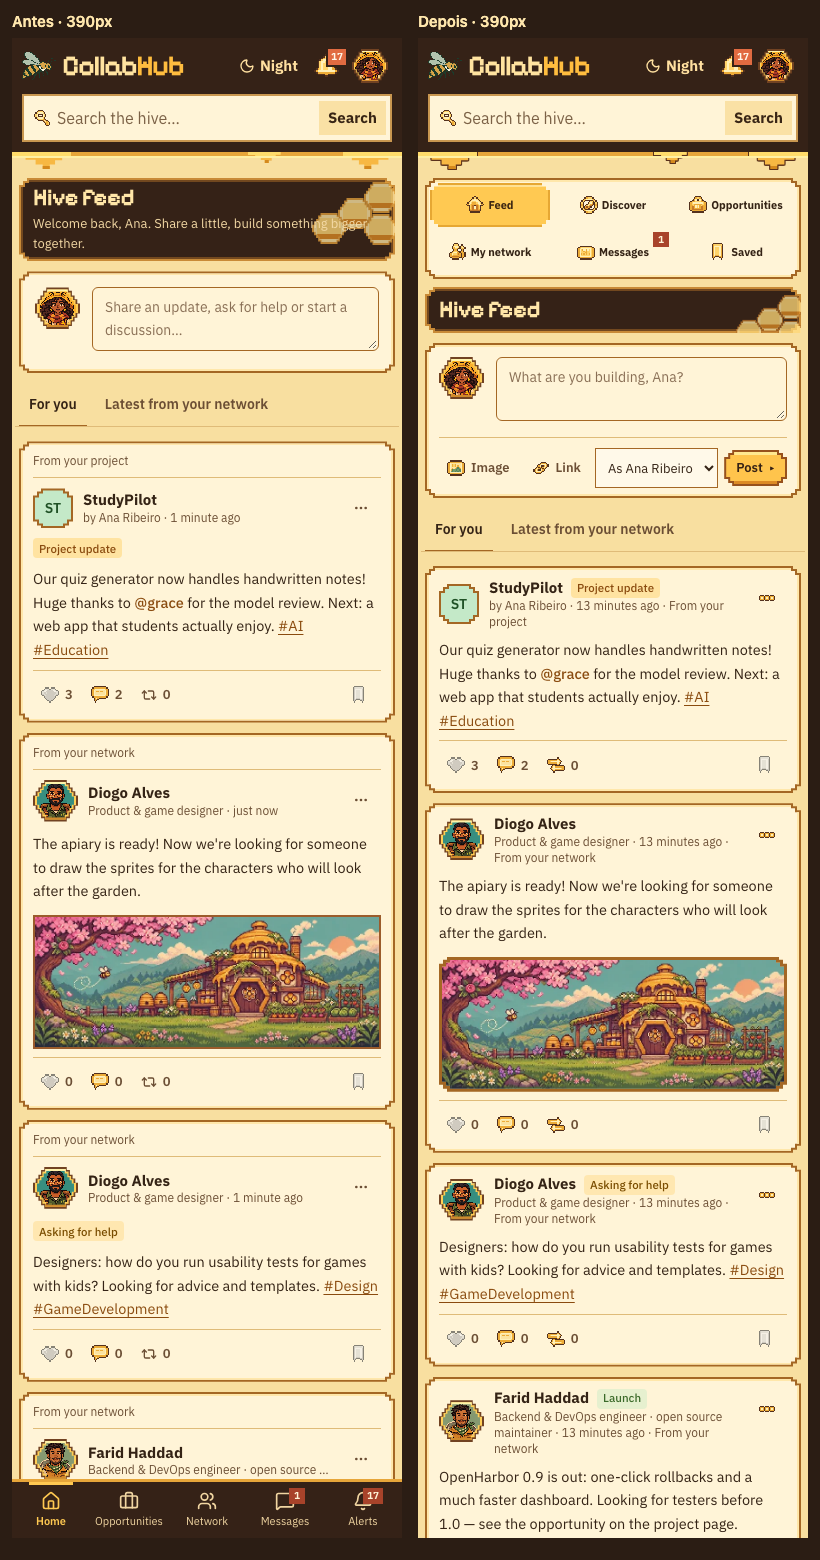 Antes · 390px
CollabHub
Night
17
Search the hive...
Search
Hive Feed
Welcome back, Ana. Share a little, build something bigger
together.
Share an update, ask for help or start a
discussion...
For you
Latest from your network
From your project
ST
StudyPilot
by Ana Ribeiro · 1 minute ago
Project update
Our quiz generator now handles handwritten notes!
Huge thanks to @grace for the model review. Next: a
web app that students actually enjoy. #AI
#Education
3
2
0
From your network
Diogo Alves
Product & game designer · just now
The apiary is ready! Now we're looking for someone
to draw the sprites for the characters who will look
after the garden.
0
0
0
From your network
Diogo Alves
Product & game designer · 1 minute ago
Asking for help
Designers: how do you run usability tests for games
with kids? Looking for advice and templates. #Design
#GameDevelopment
0
0
0
From your network
Farid Haddad
Backend & DevOps engineer · open source ...
Home
Opportunities
Network
1
Messages
17
Alerts
Depois · 390px
CollabHub
Night
17
Search the hive...
Search
Feed
Discover
Opportunities
My network
Messages
1
Saved
Hive Feed
What are you building, Ana?
Image
Link
As Ana Ribeiro
Post
For you
Latest from your network
ST
StudyPilot
Project update
by Ana Ribeiro · 13 minutes ago · From your
project
Our quiz generator now handles handwritten notes!
Huge thanks to @grace for the model review. Next: a
web app that students actually enjoy. #AI
#Education
3
2
0
Diogo Alves
Product & game designer · 13 minutes ago ·
From your network
The apiary is ready! Now we're looking for someone
to draw the sprites for the characters who will look
after the garden.
0
0
0
Diogo Alves
Asking for help
Product & game designer · 13 minutes ago ·
From your network
Designers: how do you run usability tests for games
with kids? Looking for advice and templates. #Design
#GameDevelopment
0
0
0
Farid Haddad
Launch
Backend & DevOps engineer · open source
maintainer · 13 minutes ago · From your
network
OpenHarbor 0.9 is out: one-click rollbacks and a
much faster dashboard. Looking for testers before
1.0 — see the opportunity on the project page.